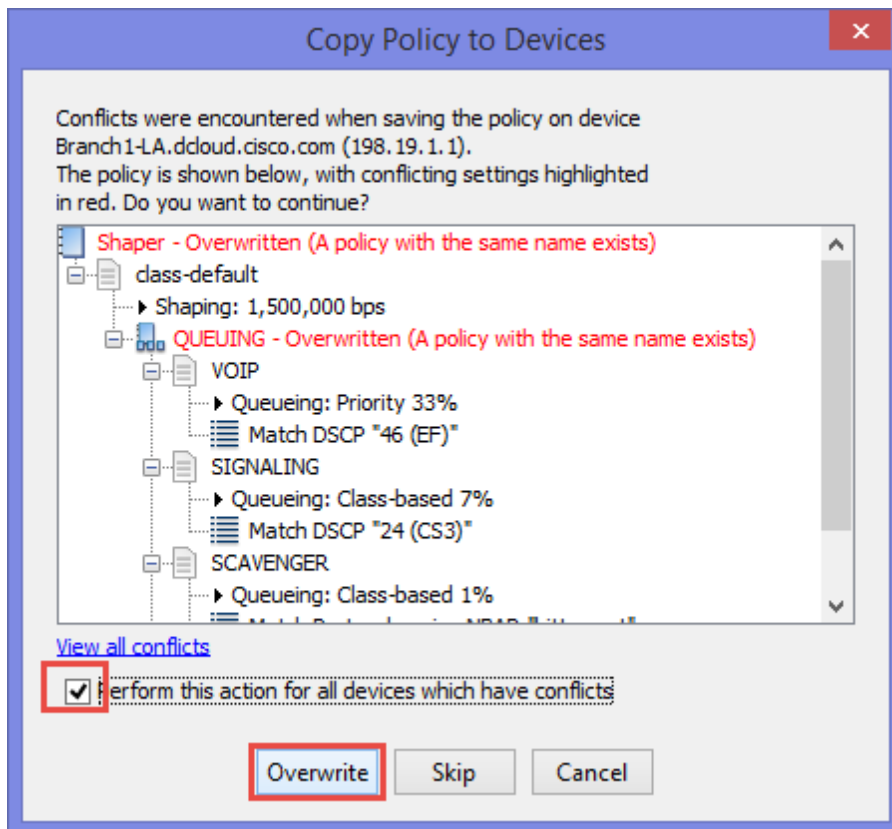 Copy Policy to Devices
Conflicts were encountered when saving the policy on device
Branch1-LA.dcloud.cisco.com (198.19.1.1).
The policy is shown below, with conflicting settings highlighted
in red. Do you want to continue?
Shaper - Overwritten (A policy with the same name exists)
class-default
Shaping: 1,500,000 bps
QUEUING - Overwritten (A policy with the same name exists)
VOIP
Queueing: Priority 33%
Match DSCP "46 (EF)"
SIGNALING
Queueing: Class-based 7%
Match DSCP "24 (CS3)"
SCAVENGER
Queueing: Class-based 1%
View all conflicts
Perform this action for all devices which have conflicts
Overwrite Skip Cancel